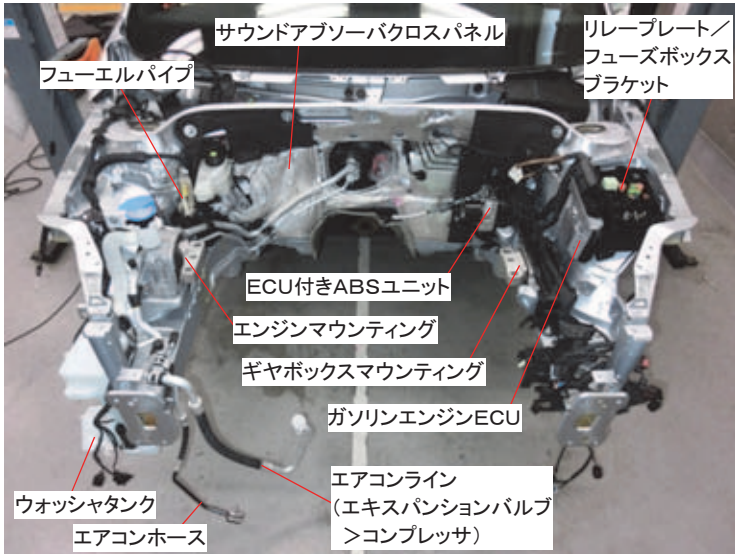 サウンドアブソーバクロスパネル
リレープレート／
フューズボックス
ブラケット
フューエルパイプ
ECU付きABSユニット
エンジンマウンティング
ギヤボックスマウンティング
ガソリンエンジンECU
エアコンライン
（エキスパンションバルブ
＞コンプレッサ）
ウォッシャタンク
エアコンホース